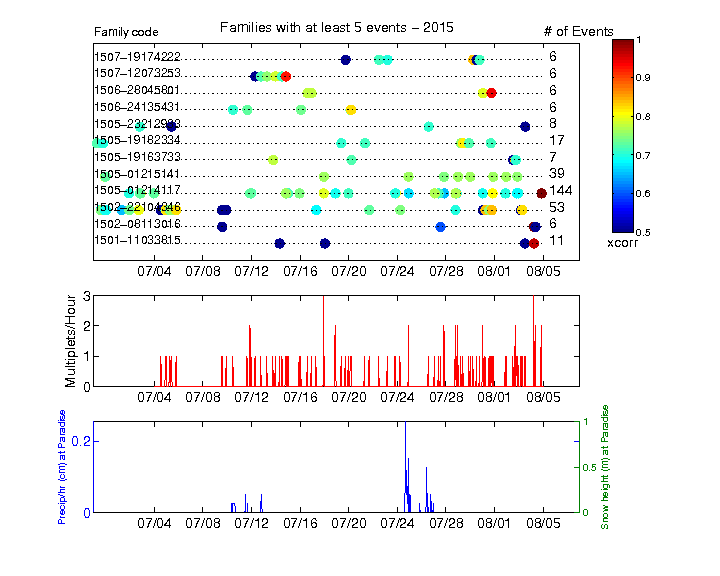 Families with at least 5 events - 2015
Family code
# of Events
1507-19174222 6
1507-12073253 6
1506-28045801 6
1506-24135431 6
8
1505-19182334 17
1505-19163733 7
1505-01215141 39
1505-01214117 144
1502-22104346 53
1502-08113016 6
1501-11033815 11
07/04 07/08 07/12 07/16 07/20 07/24 07/28 08/01 08/05
1
0.9
0.8
0.7
0.6
0.5
xcorr
Multiplets/Hour
3
2
1
0
07/04 07/08 07/12 07/16 07/20 07/24 07/28 08/01 08/05
Precip/hr (cm) at Paradise
0.2
0
1
0.5
0
Snow height (m) at Paradise
07/04 07/08 07/12 07/16 07/20 07/24 07/28 08/01 08/05